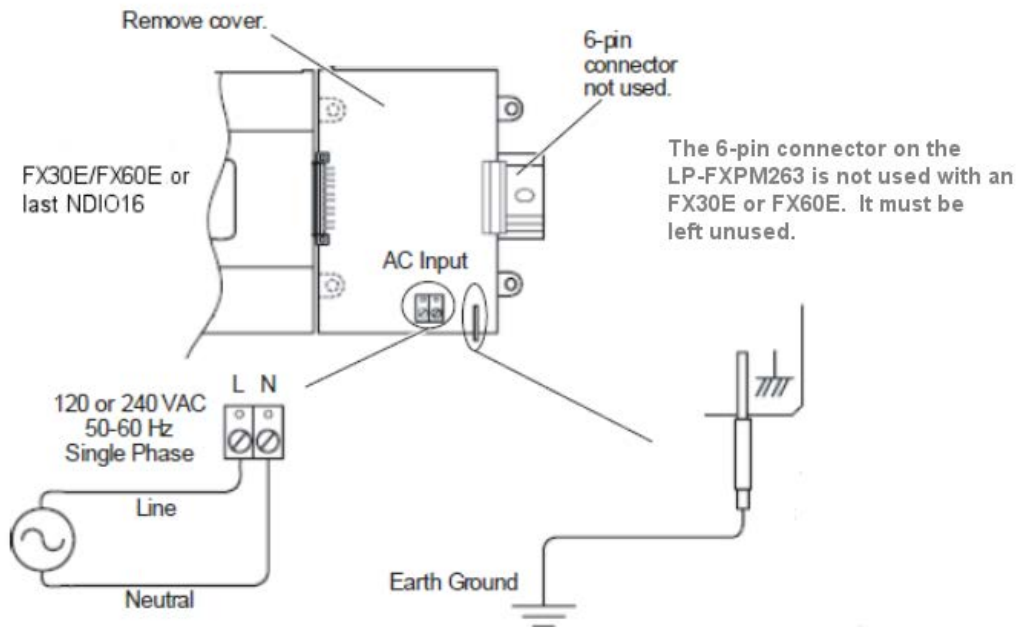 Remove cover.
6-pin
connector
not used.
The 6-pin connector on the
LP-FXPM263 is not used with an
FX30E or FX60E. It must be
left unused.
FX30E/FX60E or
last NDIO16
AC Input
L N
120 or 240 VAC
50-60 Hz
Single Phase
Line
Neutral
Earth Ground